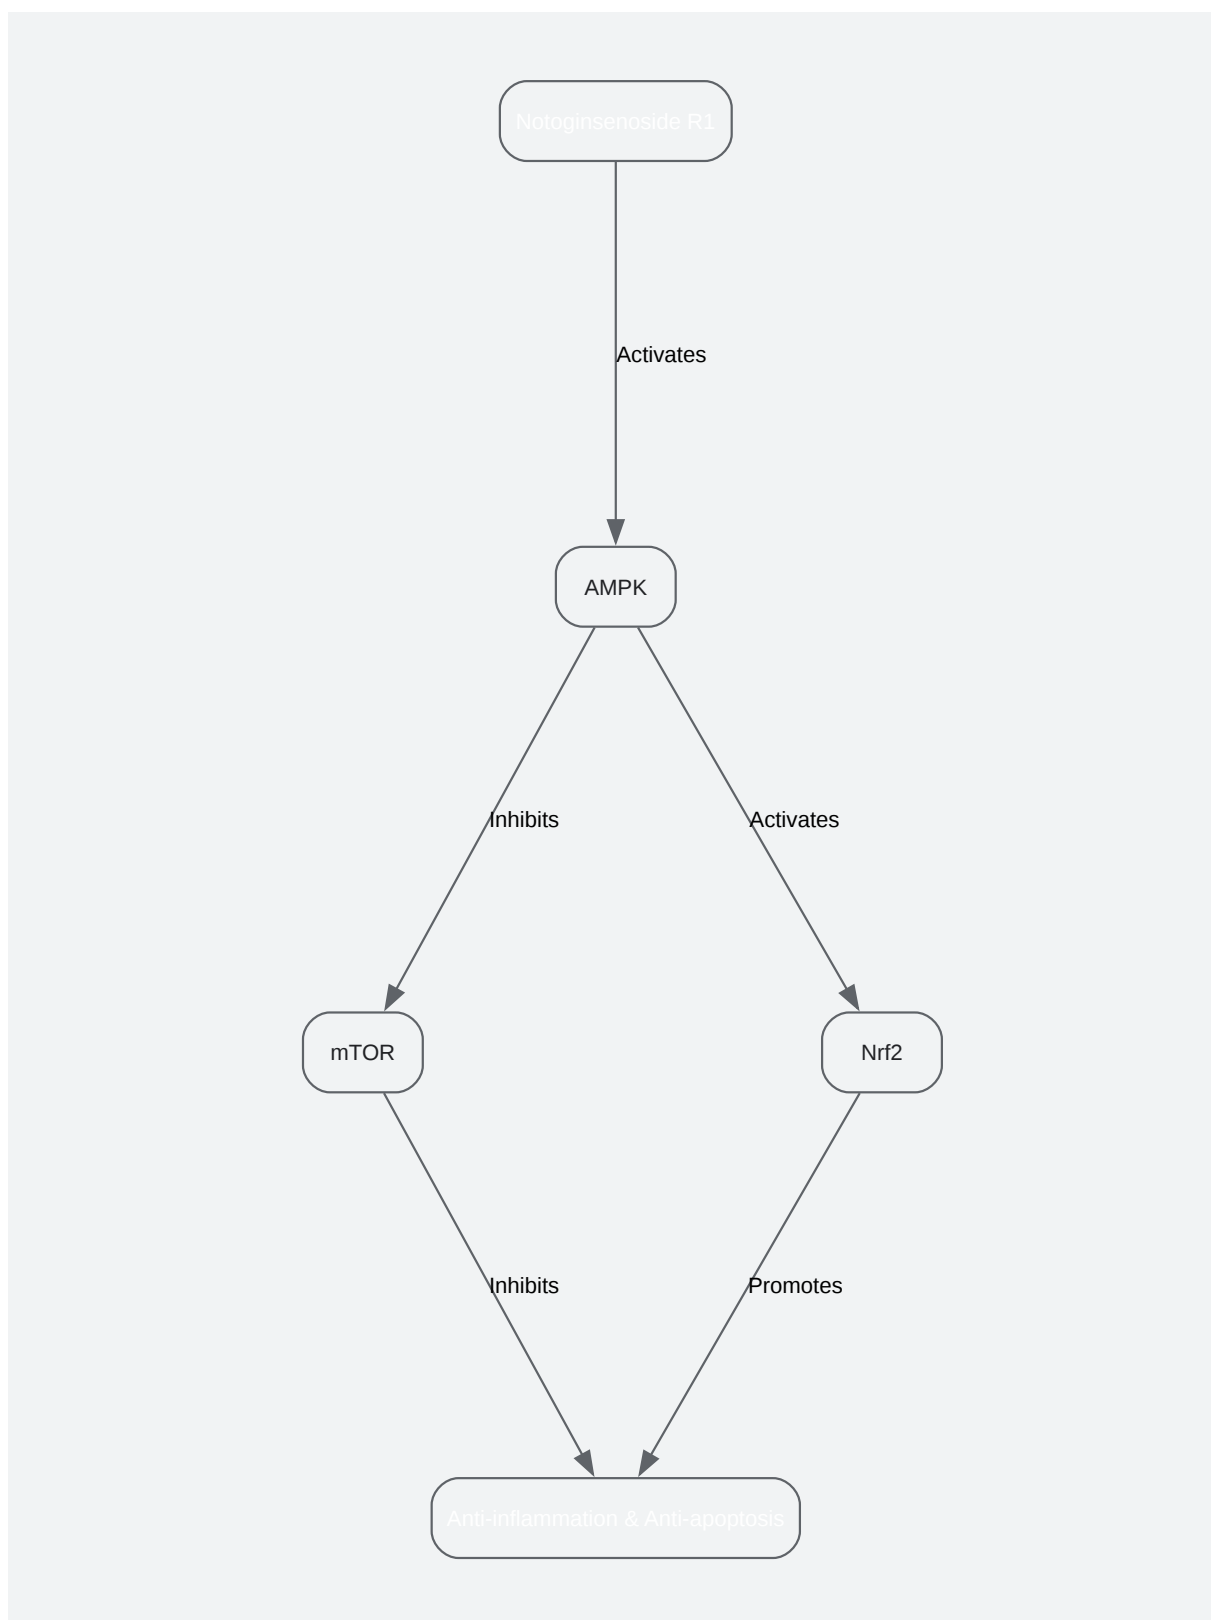 Notoginsenoside R1
Activates
AMPK
Inhibits
Activates
mTOR
Nrf2
Inhibits
Promotes
Anti-inflammation & Anti-apoptosis